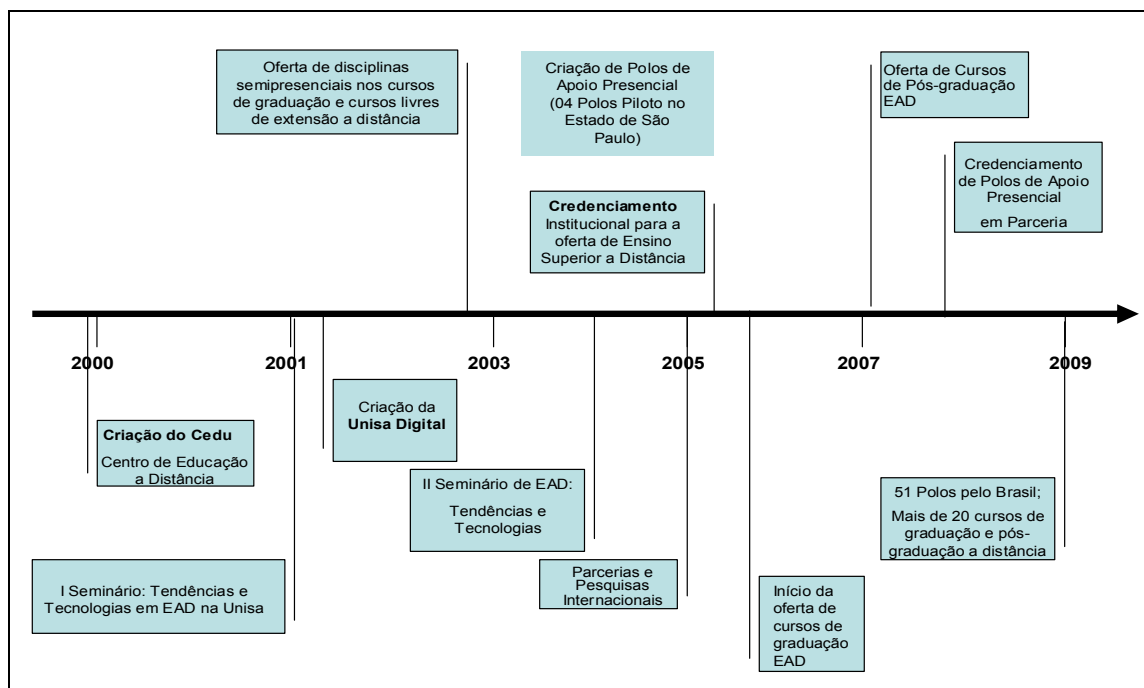 Oferta de disciplinas
semipresenciais nos cursos
de graduação e cursos livres
de extensão a distância
Criação de Polos de
Apoio Presencial
(04 Polos Piloto no
Estado de São
Paulo)
Oferta de Cursos
de Pós-graduação
EAD
Credenciamento
de Polos de Apoio
Presencial
em Parceria
Credenciamento
Institucional para a
oferta de Ensino
Superior a Distância
2000
2001
2003
2005
2007
2009
Criação do Cedu
Centro de Educação
a Distância
Criação da
Unisa Digital
II Seminário de EAD:
Tendências e
Tecnologias
51 Polos pelo Brasil;
Mais de 20 cursos de
graduação e pós-
graduação a distância
I Seminário: Tendências e
Tecnologias em EAD na Unisa
Parcerias e
Pesquisas
Internacionais
Início da
oferta de
cursos de
graduação
EAD